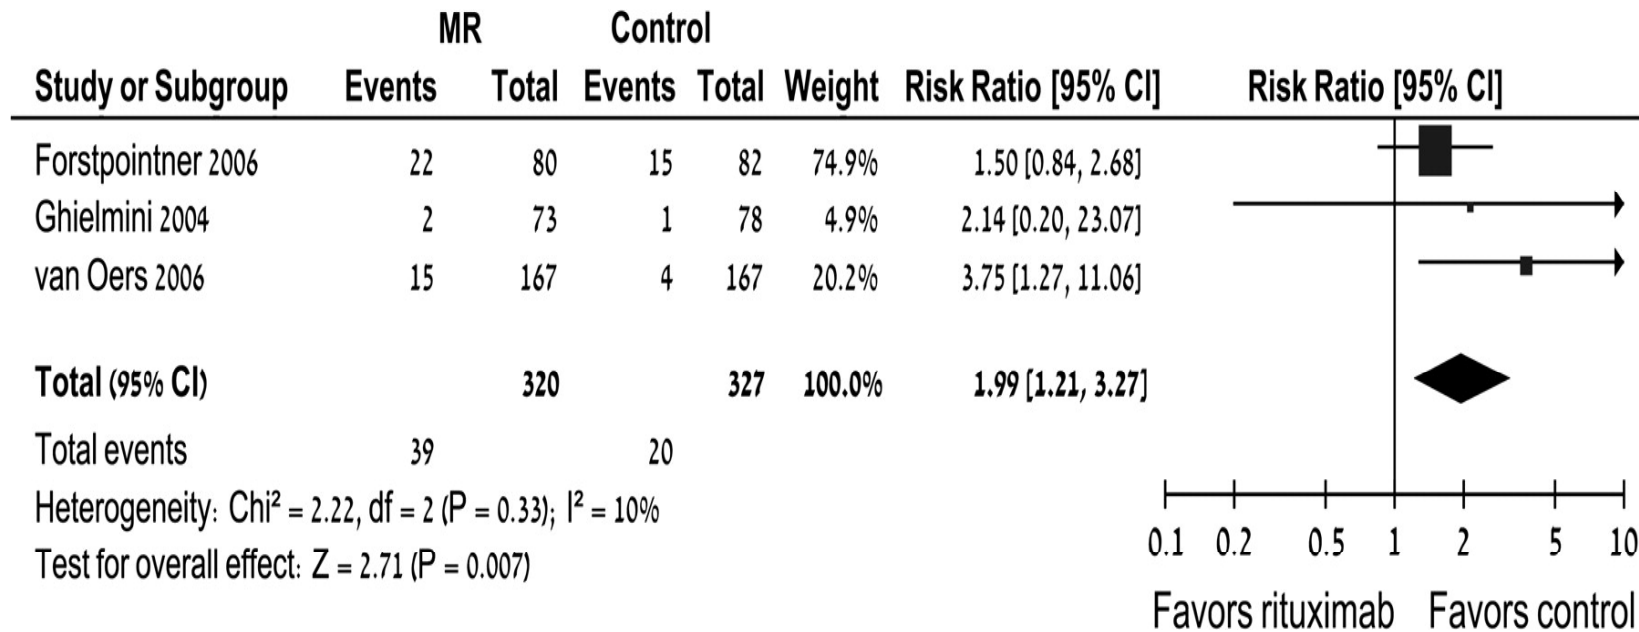 MR Control
Study or Subgroup Events Total Events Total Weight Risk Ratio [95% CI] Risk Ratio [95% CI]
Forstpointner 2006 22 80 15 82 74.9% 1.50 [0.84, 2.68]
Ghielmini 2004 2 73 1 78 4.9% 2.14 [0.20, 23.07]
van Oers 2006 15 167 4 167 20.2% 3.75 [1.27, 11.06]
Total (95% CI) 320 327 100.0% 1.99 [1.21, 3.27]
Total events 39 20
Heterogeneity: Chi² = 2.22, df = 2 (P = 0.33); I² = 10%
Test for overall effect: Z = 2.71 (P = 0.007)
0.1 0.2 0.5 1 2 5 10
Favors rituximab Favors control